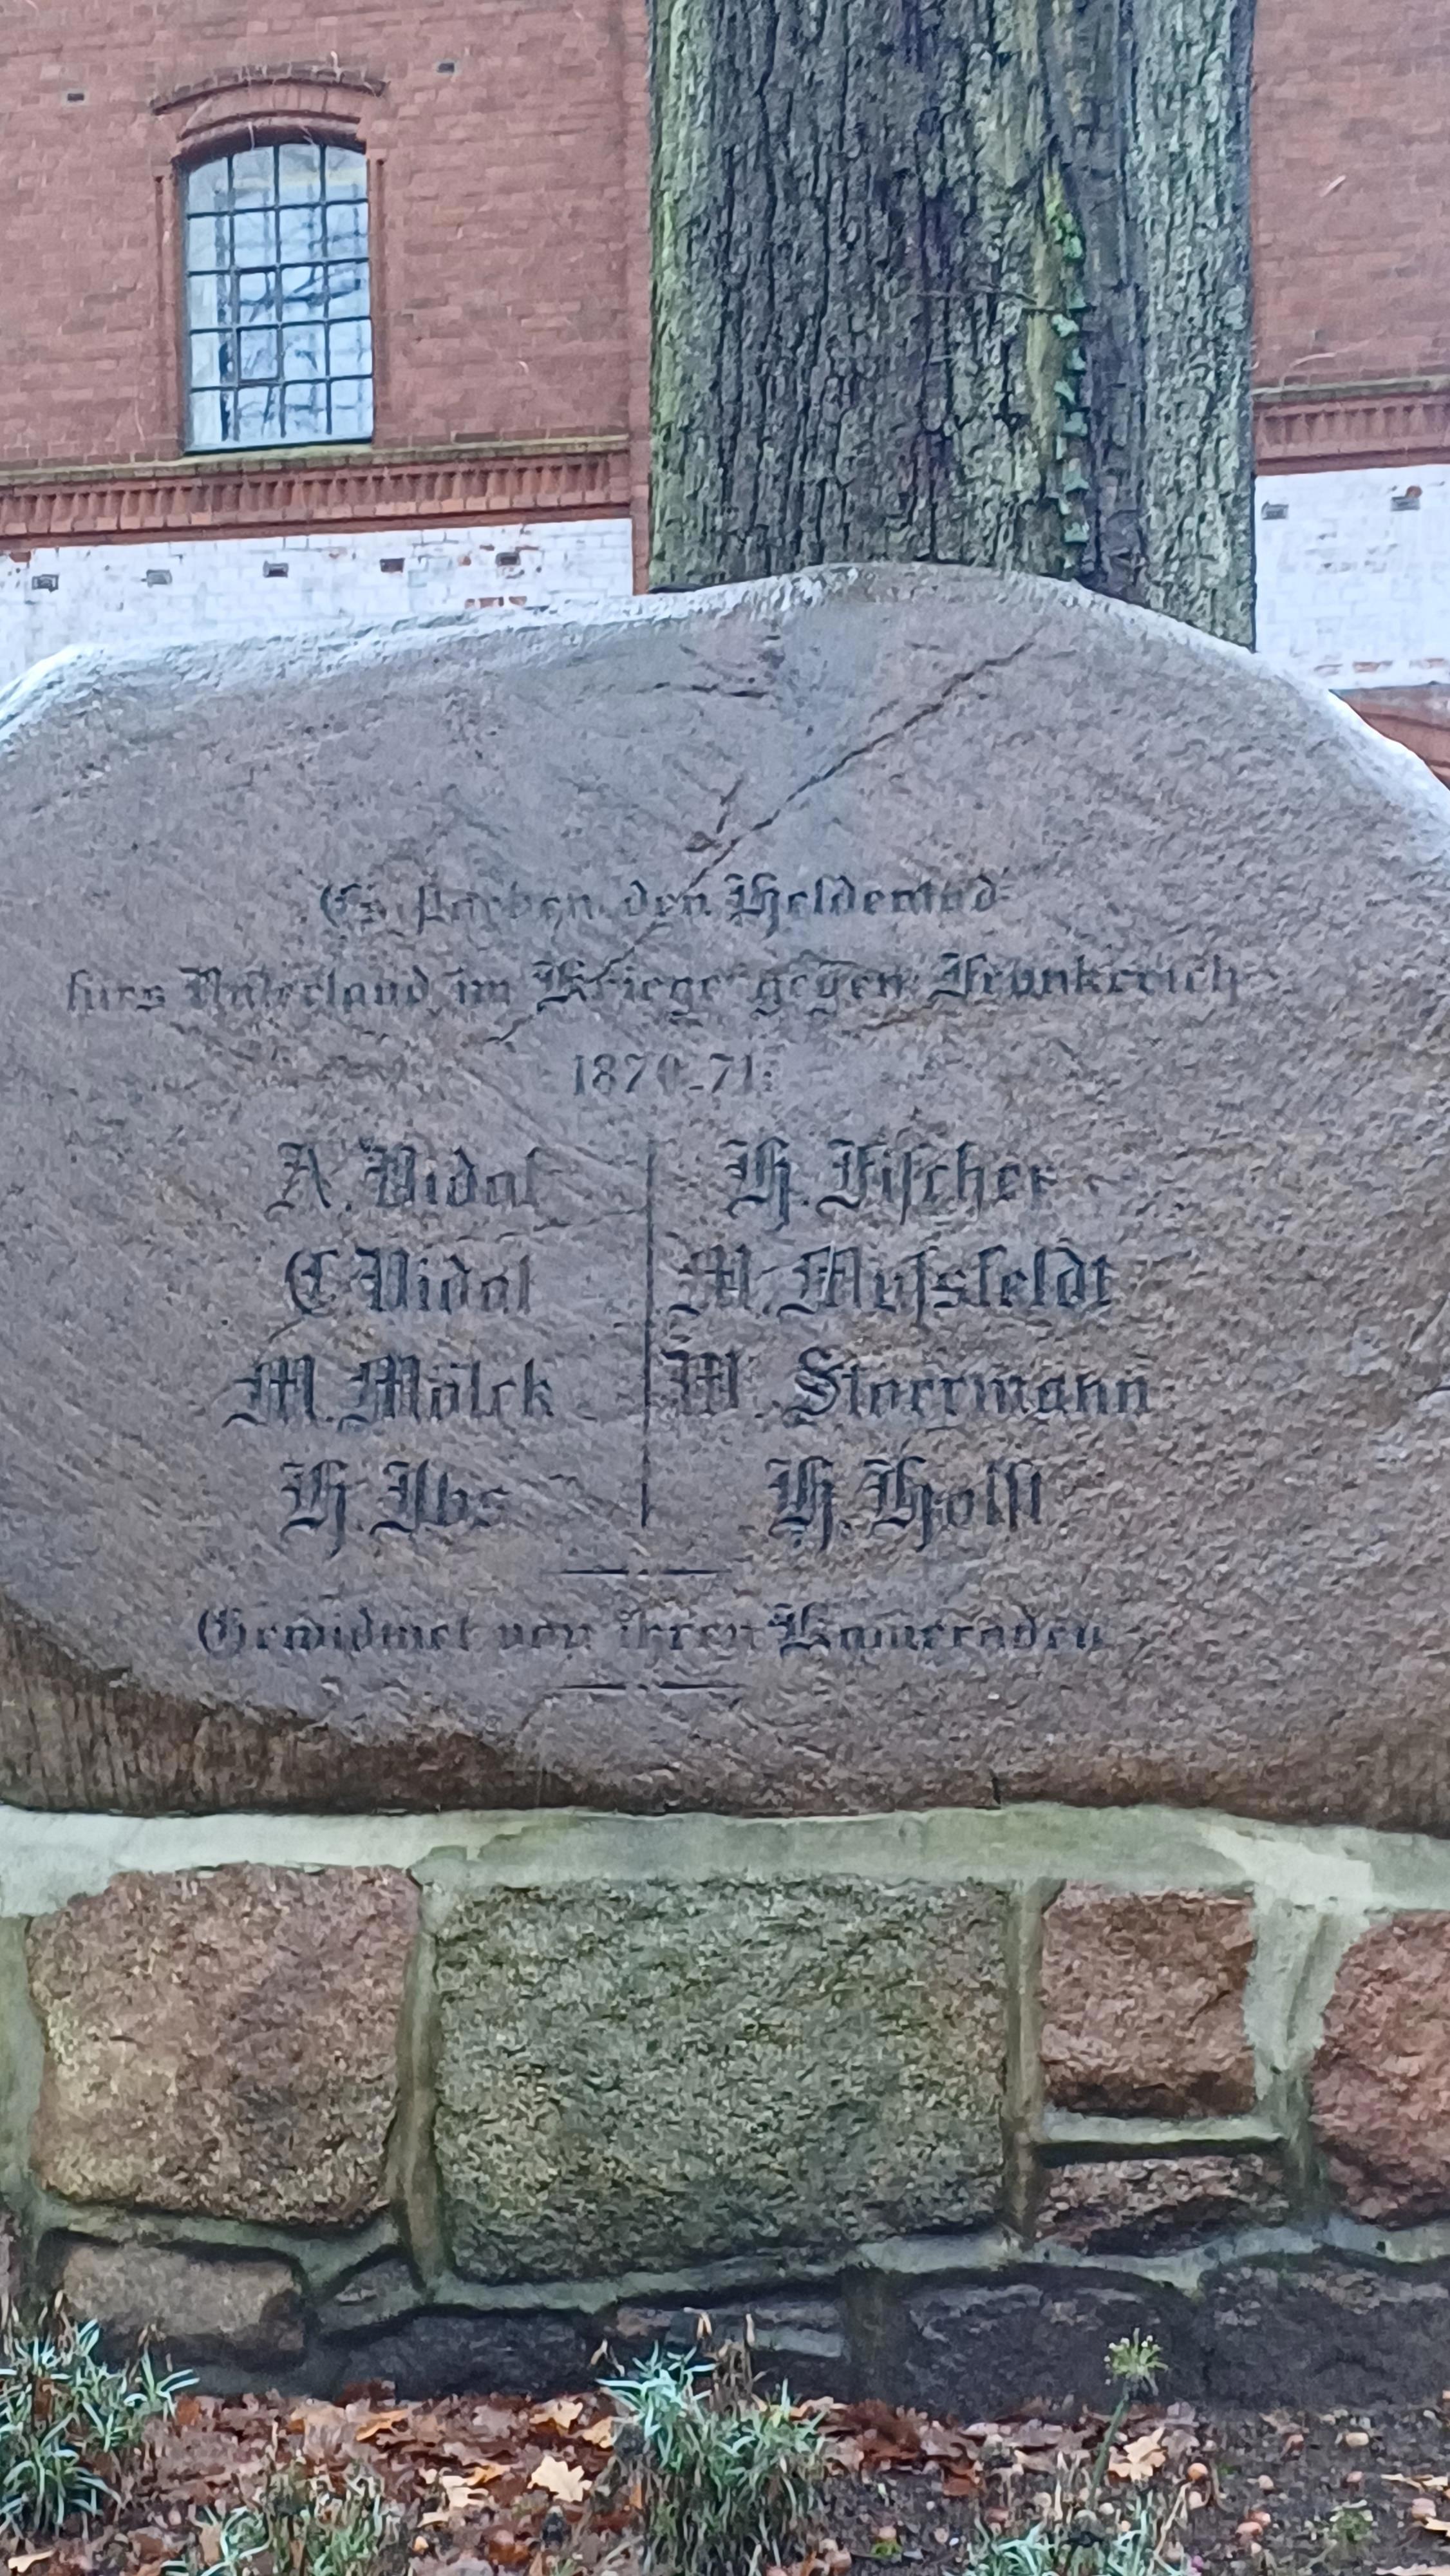 Es starben den Heldentod
fürs Vaterland im Kriege gegen Frankreich
1870-71:
A. Vidal H. Fischer
C. Vidal M. Muſsfeldt
M. Mölck W. Stoermann
H. Ibs H. Holſt
Gewidmet von ihren Kameraden